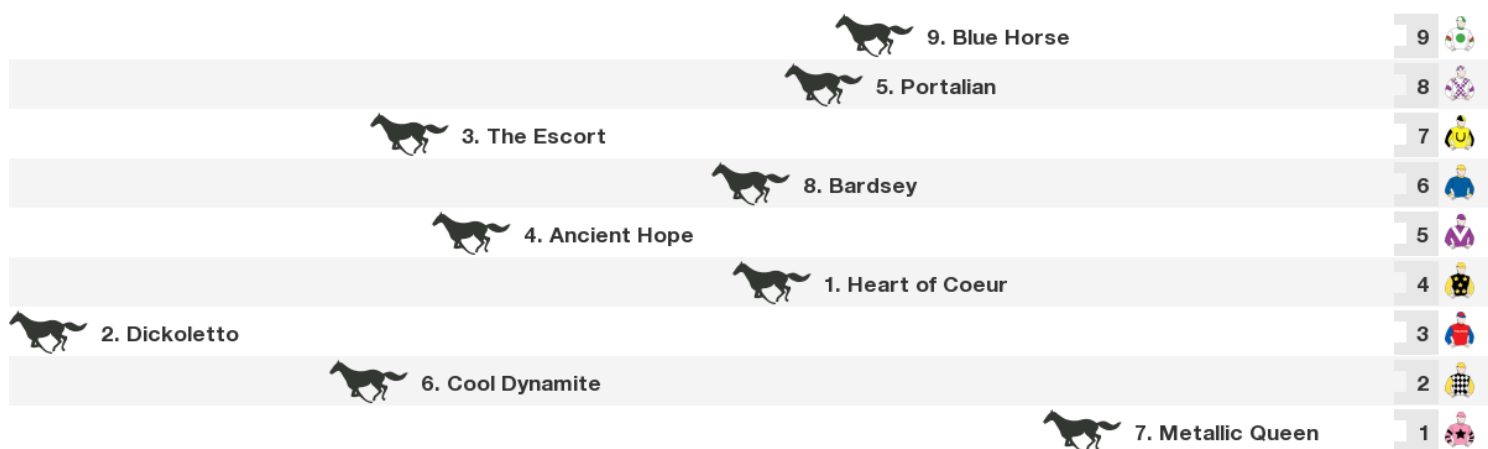 9. Blue Horse 9
5. Portalian 8
3. The Escort 7
8. Bardsey 6
4. Ancient Hope 5
1. Heart of Coeur 4
2. Dickoletto 3
6. Cool Dynamite 2
7. Metallic Queen 1